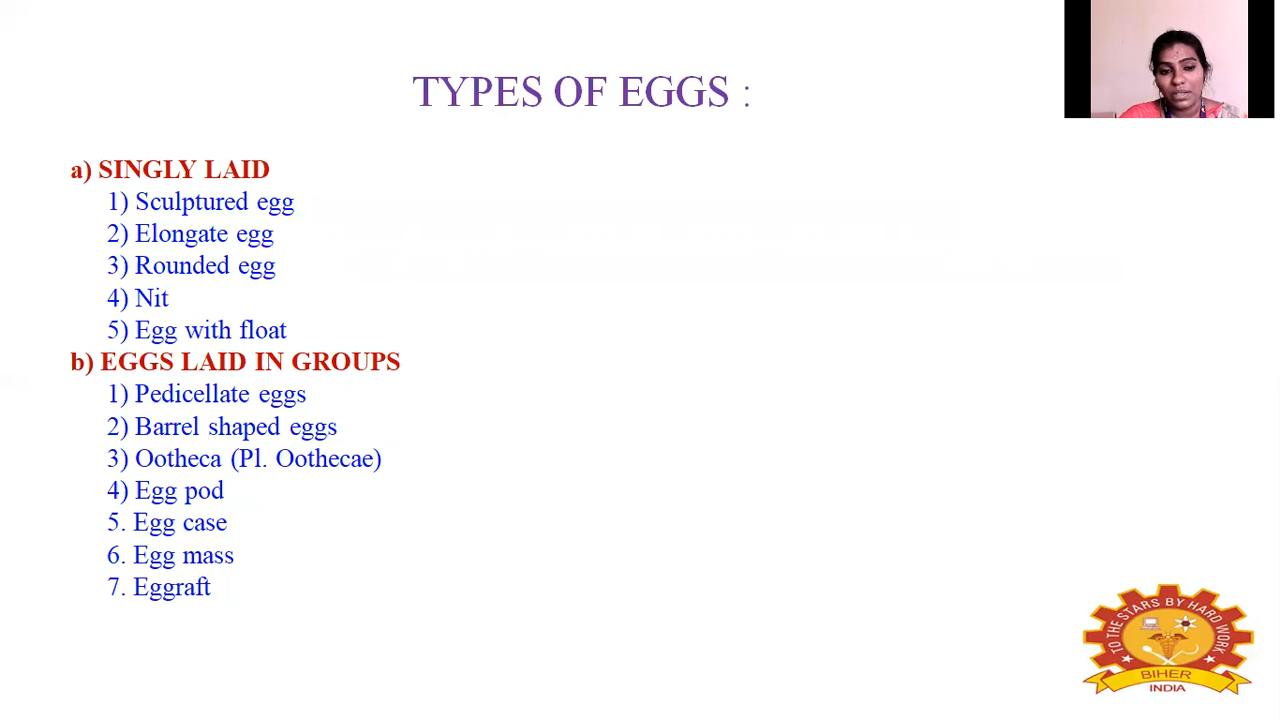 TYPES OF EGGS :
a) SINGLY LAID
1) Sculptured egg
2) Elongate egg
3) Rounded egg
4) Nit
5) Egg with float
b) EGGS LAID IN GROUPS
1) Pedicellate eggs
2) Barrel shaped eggs
3) Ootheca (Pl. Oothecae)
4) Egg pod
5. Egg case
6. Egg mass
7. Eggraft
TO THE STARS BY HARD WORK
BIHER
INDIA